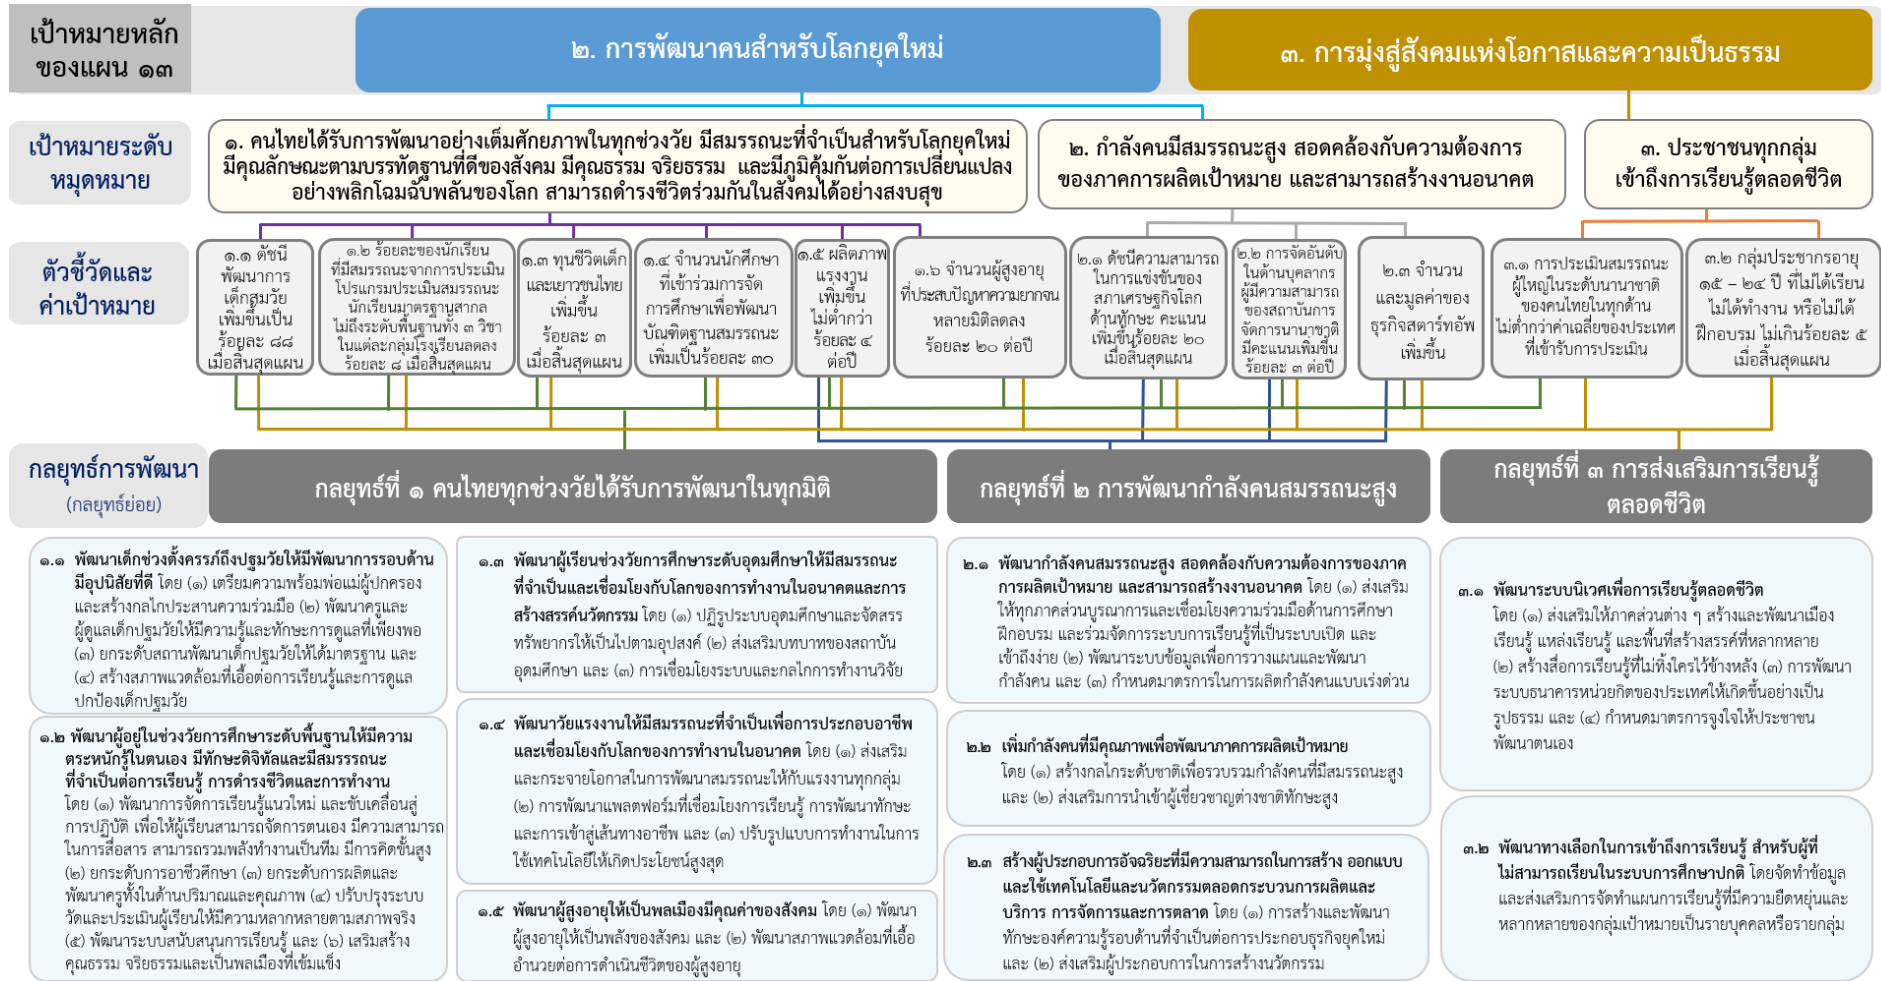 เป้าหมายหลัก
ของแผน ๑๓
๒. การพัฒนาคนสำหรับโลกยุคใหม่
๓. การมุ่งสู่สังคมแห่งโอกาสและความเป็นธรรม
เป้าหมายระดับ
หมุดหมาย
๑. คนไทยได้รับการพัฒนาอย่างเต็มศักยภาพในทุกช่วงวัย มีสมรรถนะที่จำเป็นสำหรับโลกยุคใหม่
มีคุณลักษณะตามบรรทัดฐานที่ดีของสังคม มีคุณธรรม จริยธรรม และมีภูมิคุ้มกันต่อการเปลี่ยนแปลง
อย่างพลิกโฉมฉับพลันของโลก สามารถดำรงชีวิตร่วมกันในสังคมได้อย่างสงบสุข
๒. กำลังคนมีสมรรถนะสูง สอดคล้องกับความต้องการ
ของภาคการผลิตเป้าหมาย และสามารถสร้างงานอนาคต
๓. ประชาชนทุกกลุ่ม
เข้าถึงการเรียนรู้ตลอดชีวิต
ตัวชี้วัดและ
ค่าเป้าหมาย
๑.๑ ดัชนี
พัฒนาการ
เด็กสมวัย
เพิ่มขึ้นเป็น
ร้อยละ ๘๘
เมื่อสิ้นสุดแผน
๑.๒ ร้อยละของนักเรียน
ที่มีสมรรถนะจากการประเมิน
โปรแกรมประเมินสมรรถนะ
นักเรียนมาตรฐานสากล
ไม่ถึงระดับพื้นฐานทั้ง ๓ วิชา
ในแต่ละกลุ่มโรงเรียนลดลง
ร้อยละ ๘ เมื่อสิ้นสุดแผน
๑.๓ ทุนชีวิตเด็ก
และเยาวชนไทย
เพิ่มขึ้น
ร้อยละ ๓
เมื่อสิ้นสุดแผน
๑.๔ จำนวนนักศึกษา
ที่เข้าร่วมการจัด
การศึกษาเพื่อพัฒนา
บัณฑิตฐานสมรรถนะ
เพิ่มเป็นร้อยละ ๓๐
๑.๕ ผลิตภาพ
แรงงาน
เพิ่มขึ้น
ไม่ต่ำกว่า
ร้อยละ ๔
ต่อปี
๑.๖ จำนวนผู้สูงอายุ
ที่ประสบปัญหาความยากจน
หลายมิติลดลง
ร้อยละ ๒๐ ต่อปี
๒.๑ ดัชนีความสามารถ
ในการแข่งขันของ
สภาเศรษฐกิจโลก
ด้านทักษะ คะแนน
เพิ่มขึ้นร้อยละ ๒๐
เมื่อสิ้นสุดแผน
๒.๒ การจัดอันดับ
ในด้านบุคลากร
ผู้มีความสามารถ
ของสถาบันการ
จัดการนานาชาติ
มีคะแนนเพิ่มขึ้น
ร้อยละ ๓ ต่อปี
๒.๓ จำนวน
และมูลค่าของ
ธุรกิจสตาร์ทอัพ
เพิ่มขึ้น
๓.๑ การประเมินสมรรถนะ
ผู้ใหญ่ในระดับนานาชาติ
ของคนไทยในทุกด้าน
ไม่ต่ำกว่าค่าเฉลี่ยของประเทศ
ที่เข้ารับการประเมิน
๓.๒ กลุ่มประชากรอายุ
๑๕ – ๒๔ ปี ที่ไม่ได้เรียน
ไม่ได้ทำงาน หรือไม่ได้
ฝึกอบรม ไม่เกินร้อยละ ๕
เมื่อสิ้นสุดแผน
กลยุทธ์การพัฒนา
(กลยุทธ์ย่อย)
กลยุทธ์ที่ ๑ คนไทยทุกช่วงวัยได้รับการพัฒนาในทุกมิติ
กลยุทธ์ที่ ๒ การพัฒนากำลังคนสมรรถนะสูง
กลยุทธ์ที่ ๓ การส่งเสริมการเรียนรู้
ตลอดชีวิต
๑.๑ พัฒนาเด็กช่วงตั้งครรภ์ถึงปฐมวัยให้มีพัฒนาการรอบด้าน
มีอุปนิสัยที่ดี โดย (๑) เตรียมความพร้อมพ่อแม่ผู้ปกครอง
และสร้างกลไกประสานความร่วมมือ (๒) พัฒนาครูและ
ผู้ดูแลเด็กปฐมวัยให้มีความรู้และทักษะการดูแลที่เพียงพอ
(๓) ยกระดับสถานพัฒนาเด็กปฐมวัยให้ได้มาตรฐาน และ
(๔) สร้างสภาพแวดล้อมที่เอื้อต่อการเรียนรู้และการดูแล
ปกป้องเด็กปฐมวัย
๑.๒ พัฒนาผู้อยู่ในช่วงวัยการศึกษาระดับพื้นฐานให้มีความ
ตระหนักรู้ในตนเอง มีทักษะดิจิทัลและมีสมรรรถนะ
ที่จำเป็นต่อการเรียนรู้ การดำรงชีวิตและการทำงาน
โดย (๑) พัฒนาการจัดการเรียนรู้แนวใหม่ และขับเคลื่อนสู่
การปฏิบัติ เพื่อให้ผู้เรียนสามารถจัดการตนเอง มีความสามารถ
ในการสื่อสาร สามารถรวมพลังทำงานเป็นทีม มีการคิดขั้นสูง
(๒) ยกระดับการอาชีวศึกษา (๓) ยกระดับการผลิตและ
พัฒนาครูทั้งในด้านปริมาณและคุณภาพ (๔) ปรับปรุงระบบ
วัดและประเมินผู้เรียนให้มีความหลากหลายตามสภาพจริง
(๕) พัฒนาระบบสนับสนุนการเรียนรู้ และ (๖) เสริมสร้าง
คุณธรรม จริยธรรมและเป็นพลเมืองที่เข้มแข็ง
๑.๓ พัฒนาผู้เรียนช่วงวัยการศึกษาระดับอุดมศึกษาให้มีสมรรถนะ
ที่จำเป็นและเชื่อมโยงกับโลกของการทำงานในอนาคตและการ
สร้างสรรค์นวัตกรรม โดย (๑) ปฏิรูประบบอุดมศึกษาและจัดสรร
ทรัพยากรให้เป็นไปตามอุปสงค์ (๒) ส่งเสริมบทบาทของสถาบัน
อุดมศึกษา และ (๓) การเชื่อมโยงระบบและกลไกการทำงานวิจัย
๑.๔ พัฒนาวัยแรงงานให้มีสมรรถนะที่จำเป็นเพื่อการประกอบอาชีพ
และเชื่อมโยงกับโลกของการทำงานในอนาคต โดย (๑) ส่งเสริม
และกระจายโอกาสในการพัฒนาสมรรถนะให้กับแรงงานทุกกลุ่ม
(๒) การพัฒนาแพลตฟอร์มที่เชื่อมโยงการเรียนรู้ การพัฒนาทักษะ
และการเข้าสู่เส้นทางอาชีพ และ (๓) ปรับรูปแบบการทำงานในการ
ใช้เทคโนโลยีให้เกิดประโยชน์สูงสุด
๑.๕ พัฒนาผู้สูงอายุให้เป็นพลเมืองมีคุณค่าของสังคม โดย (๑) พัฒนา
ผู้สูงอายุให้เป็นพลังของสังคม และ (๒) พัฒนาสภาพแวดล้อมที่เอื้อ
อำนวยต่อการดำเนินชีวิตของผู้สูงอายุ
๒.๑ พัฒนากำลังคนสมรรถนะสูง สอดคล้องกับความต้องการของภาค
การผลิตเป้าหมาย และสามารถสร้างงานอนาคต โดย (๑) ส่งเสริม
ให้ทุกภาคส่วนบูรณาการและเชื่อมโยงความร่วมมือด้านการศึกษา
ฝึกอบรม และร่วมจัดการระบบการเรียนรู้ที่เป็นระบบเปิด และ
เข้าถึงง่าย (๒) พัฒนาระบบข้อมูลเพื่อการวางแผนและพัฒนา
กำลังคน และ (๓) กำหนดมาตรการในการผลิตกำลังคนแบบเร่งด่วน
๒.๒ เพิ่มกำลังคนที่มีคุณภาพเพื่อพัฒนาภาคการผลิตเป้าหมาย
โดย (๑) สร้างกลไกระดับชาติเพื่อรวบรวมกำลังคนที่มีสมรรถนะสูง
และ (๒) ส่งเสริมการนำเข้าผู้เชี่ยวชาญต่างชาติทักษะสูง
๒.๓ สร้างผู้ประกอบการอัจฉริยะที่มีความสามารถในการสร้าง ออกแบบ
และใช้เทคโนโลยีและนวัตกรรมตลอดกระบวนการผลิตและ
บริการ การจัดการและการตลาด โดย (๑) การสร้างและพัฒนา
ทักษะองค์ความรู้รอบด้านที่จำเป็นต่อการประกอบธุรกิจยุคใหม่
และ (๒) ส่งเสริมผู้ประกอบการในการสร้างนวัตกรรม
๓.๑ พัฒนาระบบนิเวศเพื่อการเรียนรู้ตลอดชีวิต
โดย (๑) ส่งเสริมให้ภาคส่วนต่าง ๆ สร้างและพัฒนาเมือง
เรียนรู้ แหล่งเรียนรู้ และพื้นที่สร้างสรรค์ที่หลากหลาย
(๒) สร้างสื่อการเรียนรู้ที่ไม่ทิ้งใครไว้ข้างหลัง (๓) การพัฒนา
ระบบธนาคารหน่วยกิตของประเทศให้เกิดขึ้นอย่างเป็น
รูปธรรม และ (๔) กำหนดมาตรการจูงใจให้ประชาชน
พัฒนาตนเอง
๓.๒ พัฒนาทางเลือกในการเข้าถึงการเรียนรู้ สำหรับผู้ที่
ไม่สามารถเรียนในระบบการศึกษาปกติ โดยจัดทำข้อมูล
และส่งเสริมการจัดทำแผนการเรียนรู้ที่มีความยืดหยุ่นและ
หลากหลายของกลุ่มเป้าหมายเป็นรายบุคคลหรือรายกลุ่ม